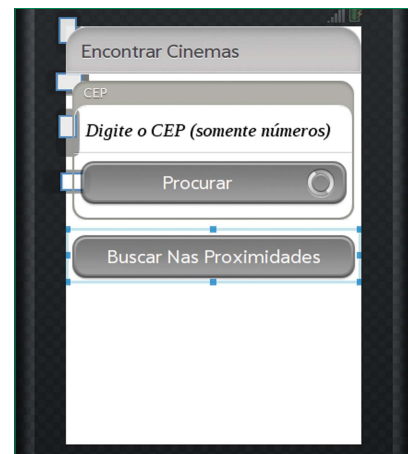 Encontrar Cinemas
CEP
Digite o CEP (somente números)
Procurar
Buscar Nas Proximidades